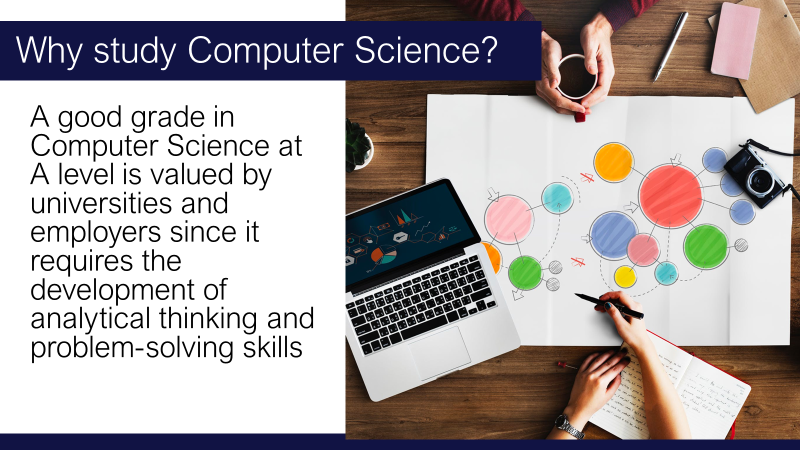 Why study Computer Science?
A good grade in
Computer Science at
A level is valued by
universities and
employers since it
requires the
development of
analytical thinking and
problem-solving skills